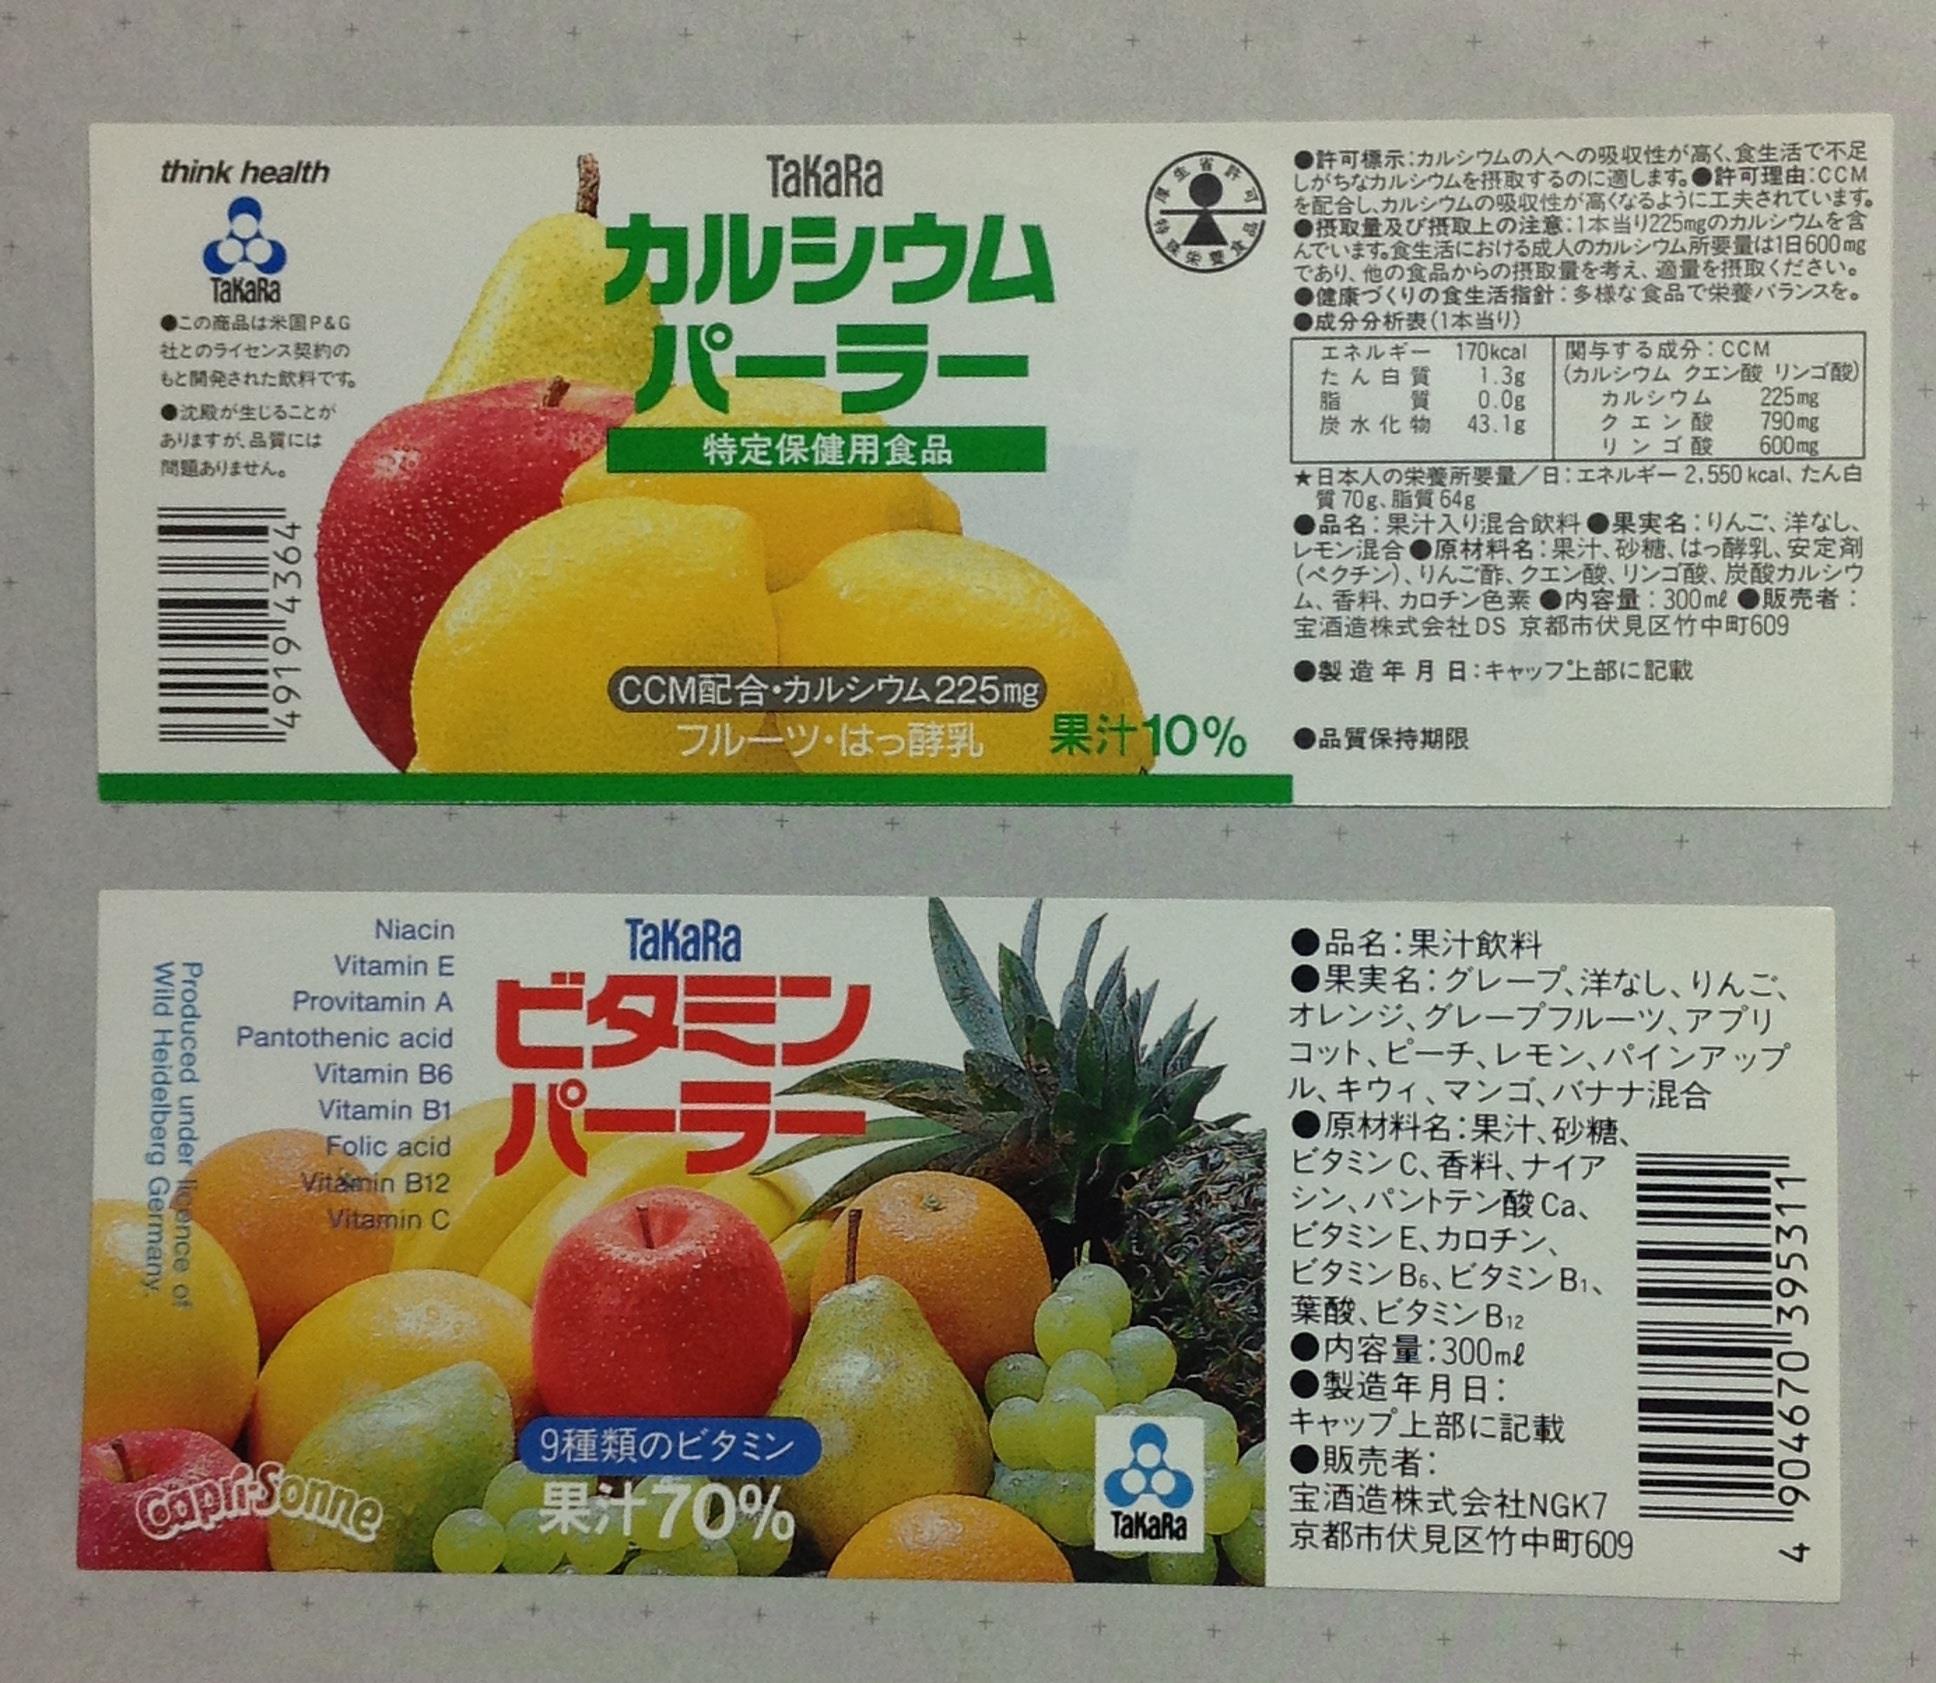 think health
TaKaRa
●この商品は米国P&G
社とのライセンス契約の
もと開発された飲料です。
●沈殿が生じることが
ありますが、品質には
問題ありません。
4919 4364
TaKaRa
カルシウム
パーラー
特定保健用食品
CCM配合・カルシウム225mg
フルーツ・はっ酵乳
果汁10%
厚生省許可
特殊栄養食品
●許可標示:カルシウムの人への吸収性が高く、食生活で不足
しがちなカルシウムを摂取するのに適します。●許可理由:CCM
を配合し、カルシウムの吸収性が高くなるように工夫されています。
●摂取量及び摂取上の注意:1本当り225mgのカルシウムを含
んでいます。食生活における成人のカルシウム所要量は1日600mg
であり、他の食品からの摂取量を考え、適量を摂取ください。
●健康づくりの食生活指針:多様な食品で栄養バランスを。
●成分分析表(1本当り)
エネルギー 170kcal
たん白質 1.3g
脂質 0.0g
炭水化物 43.1g
関与する成分:CCM
(カルシウム クエン酸 リンゴ酸)
カルシウム 225mg
クエン酸 790mg
リンゴ酸 600mg
★日本人の栄養所要量/日:エネルギー 2,550kcal、たん白
質70g、脂質64g
●品名:果汁入り混合飲料●果実名:りんご、洋なし、
レモン混合●原材料名:果汁、砂糖、はっ酵乳、安定剤
(ペクチン)、りんご酢、クエン酸、リンゴ酸、炭酸カルシウ
ム、香料、カロチン色素●内容量:300ml●販売者:
宝酒造株式会社DS 京都市伏見区竹中町609
●製造年月日:キャップ上部に記載
●品質保持期限
Produced under licence of
Wild Heidelberg Germany.
Niacin
Vitamin E
Provitamin A
Pantothenic acid
Vitamin B6
Vitamin B1
Folic acid
Vitamin B12
Vitamin C
TaKaRa
ビタミン
パーラー
9種類のビタミン
果汁70%
Capri-Sonne
TaKaRa
●品名:果汁飲料
●果実名:グレープ、洋なし、りんご、
オレンジ、グレープフルーツ、アプリ
コット、ピーチ、レモン、パインアップ
ル、キウィ、マンゴ、バナナ混合
●原材料名:果汁、砂糖、
ビタミンC、香料、ナイア
シン、パントテン酸Ca、
ビタミンE、カロチン、
ビタミンB6、ビタミンB1、
葉酸、ビタミンB12
●内容量:300ml
●製造年月日:
キャップ上部に記載
●販売者:
宝酒造株式会社NGK7
京都市伏見区竹中町609
4 904670 395311